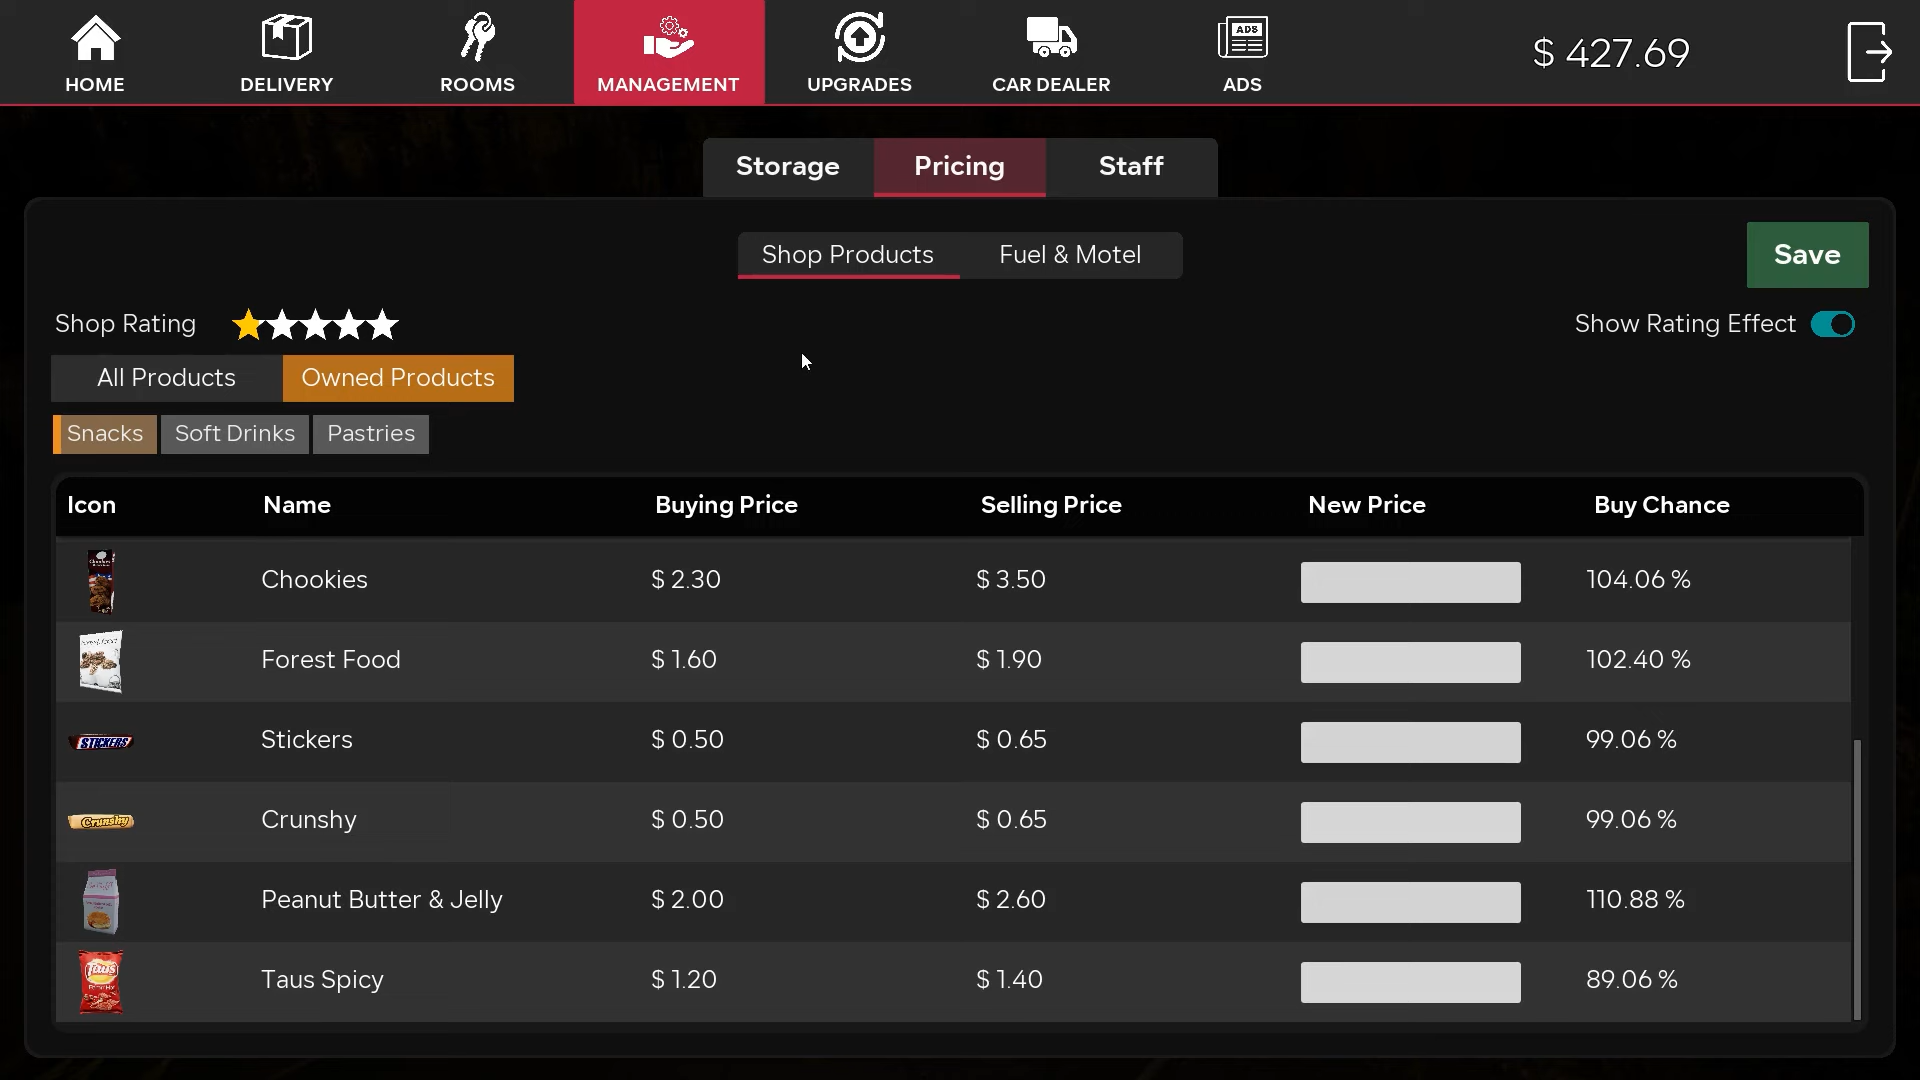 HOME DELIVERY ROOMS MANAGEMENT UPGRADES CAR DEALER ADS
ADS
$ 427.69
Storage Pricing Staff
Shop Products Fuel & Motel
Save
Shop Rating
Show Rating Effect
All Products Owned Products
Snacks Soft Drinks Pastries
Icon Name Buying Price Selling Price New Price Buy Chance
Chookies $ 2.30 $ 3.50 104.06 %
Forest Food $ 1.60 $ 1.90 102.40 %
STICKERS Stickers $ 0.50 $ 0.65 99.06 %
Crunshy Crunshy $ 0.50 $ 0.65 99.06 %
Peanut Butter & Jelly $ 2.00 $ 2.60 110.88 %
Taus Taus Spicy $ 1.20 $ 1.40 89.06 %